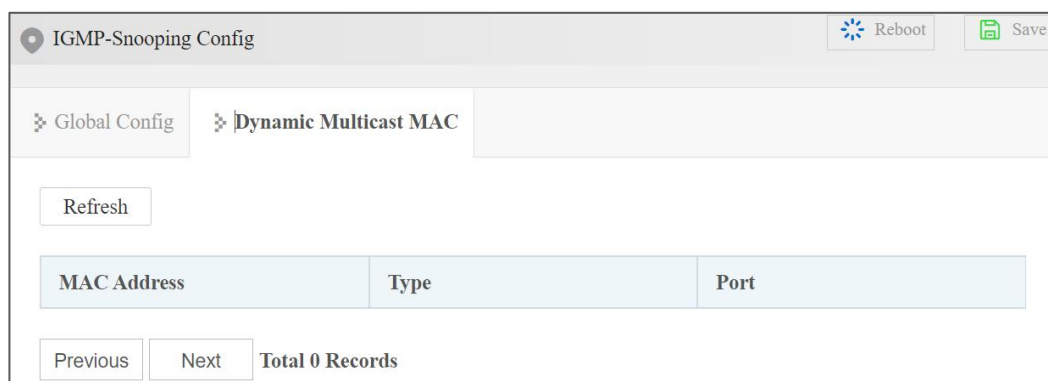 IGMP-Snooping Config Reboot Save
Global Config Dynamic Multicast MAC
Refresh
MAC Address Type Port
Previous Next Total 0 Records